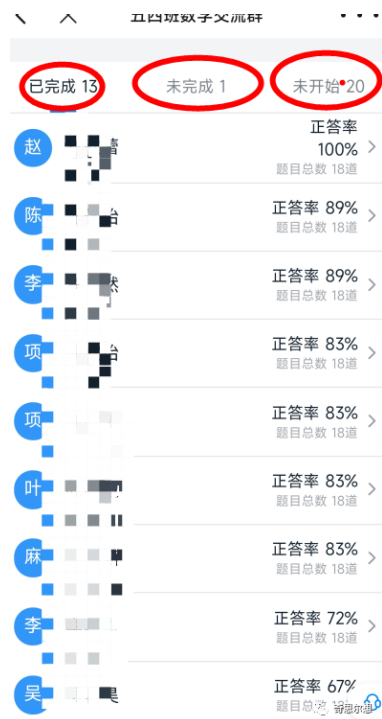 五四班数学交流群
已完成 13
未完成 1
未开始 20
赵
蕾
正答率
100%
题目总数 18道
陈
正答率 89%
题目总数 18道
李
然
正答率 89%
题目总数 18道
项
正答率 83%
题目总数 18道
项
正答率 83%
题目总数 18道
叶
正答率 83%
题目总数 18道
麻
正答率 83%
题目总数 18道
李
正答率 72%
题目总数 18道
吴
昊
正答率 67%
题目总数